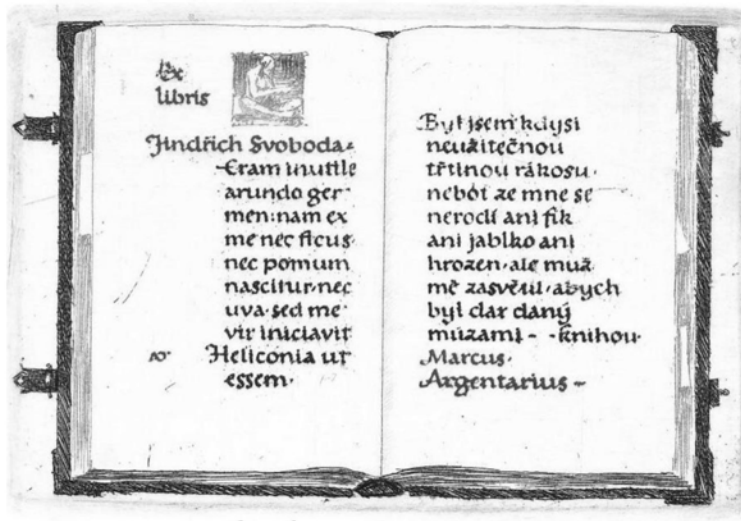 Ex
libris
Jindřich Svoboda
Eram inutile
arundo ger
men: nam ex
me nec ficus
nec pomum
nascitur nec
uva sed me
vir iniciavit
Heliconia ut
essem.
Byl jsem kdysi
neužitečnou
třtinou rákosu,
neboť ze mne se
nerodí ani fík
ani jablko ani
hrozen, ale muž
mě zasvětil, abych
byl dar daný
múzami - - knihou.
Marcus
Argentarius -